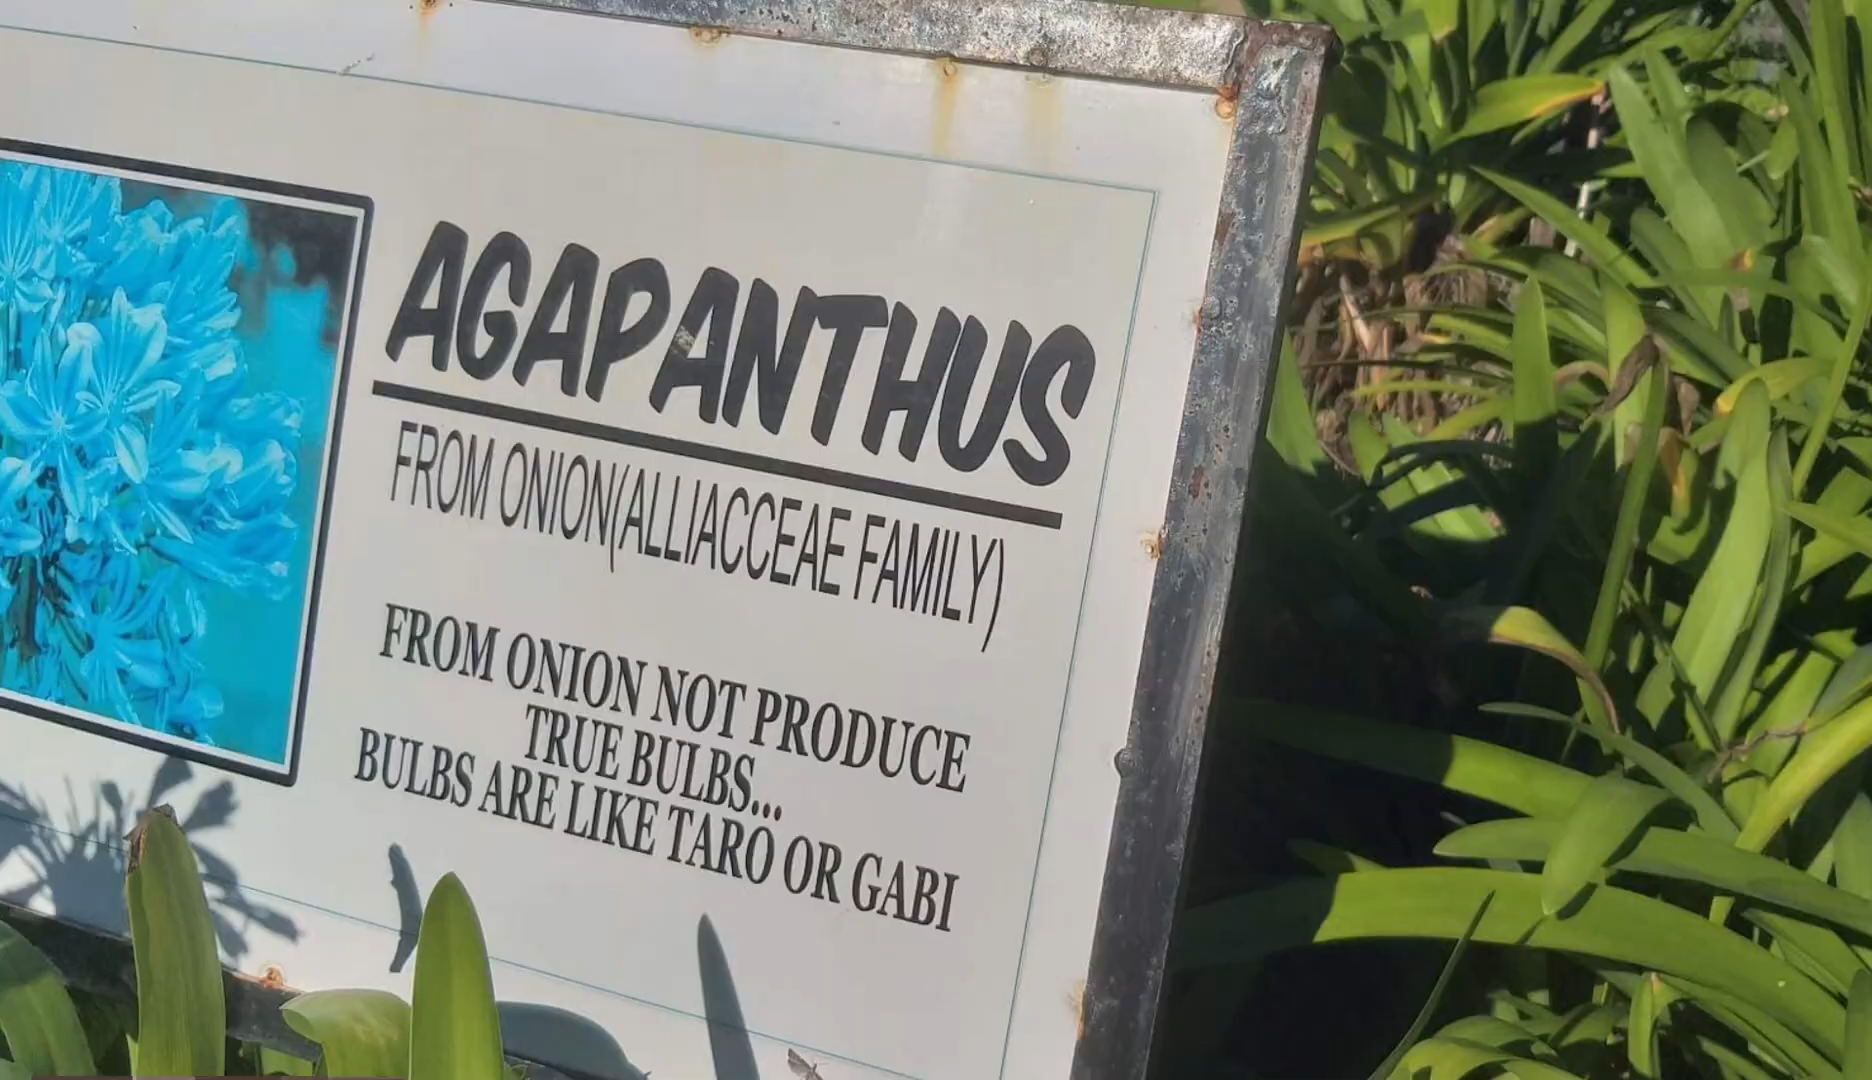 AGAPANTHUS
FROM ONION(ALLIACCEAE FAMILY)
FROM ONION NOT PRODUCE
TRUE BULBS...
BULBS ARE LIKE TARO OR GABI